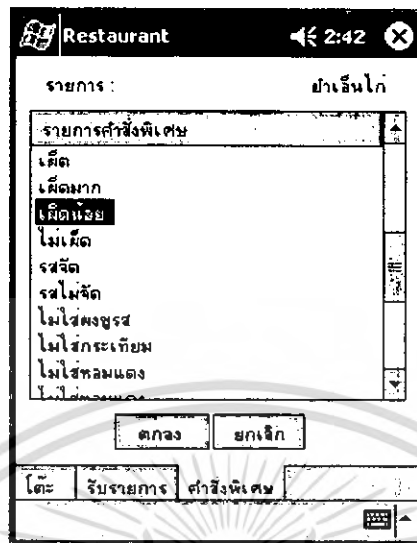 Restaurant 2:42
รายการ : ยำเอ็นไก่
รายการคำสั่งพิเศษ
เผ็ด
เผ็ดมาก
เผ็ดน้อย
ไม่เผ็ด
รสจัด
รสไม่จัด
ไม่ใส่ผงชูรส
ไม่ใส่กระเทียม
ไม่ใส่หอมแดง
ตกลง ยกเลิก
โต๊ะ รับรายการ คำสั่งพิเศษ